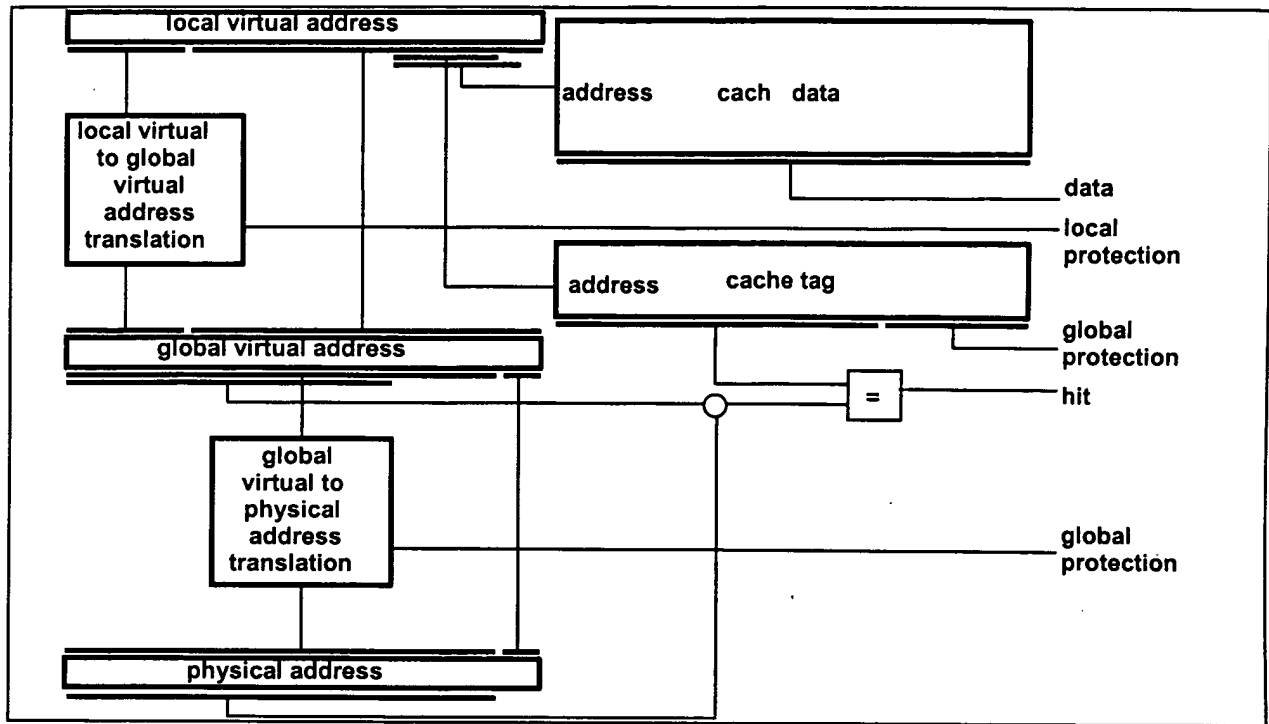 local virtual address
address cach data
local virtual
to global
virtual
address
translation
data
local
protection
address cache tag
global virtual address
global
protection
=
hit
global
virtual to
physical
address
translation
global
protection
physical address